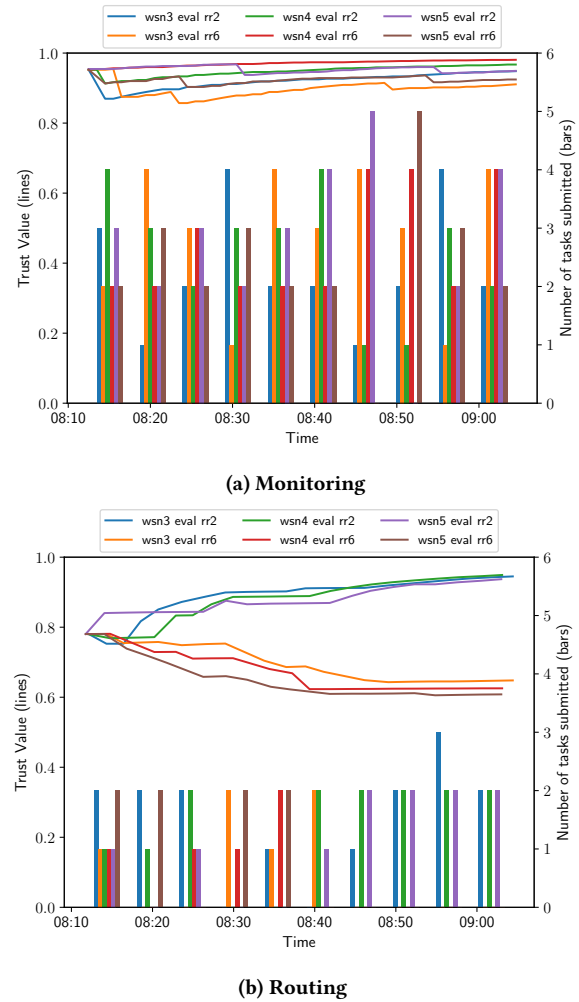 wsn3 eval rr2 wsn4 eval rr2 wsn5 eval rr2
wsn3 eval rr6 wsn4 eval rr6 wsn5 eval rr6
1.0
0.8
0.6
0.4
0.2
0.0
Trust Value (lines)
6
5
4
3
2
1
0
Number of tasks submitted (bars)
08:10 08:20 08:30 08:40 08:50 09:00
Time
(a) Monitoring
wsn3 eval rr2 wsn4 eval rr2 wsn5 eval rr2
wsn3 eval rr6 wsn4 eval rr6 wsn5 eval rr6
1.0
0.8
0.6
0.4
0.2
0.0
Trust Value (lines)
6
5
4
3
2
1
0
Number of tasks submitted (bars)
08:10 08:20 08:30 08:40 08:50 09:00
Time
(b) Routing